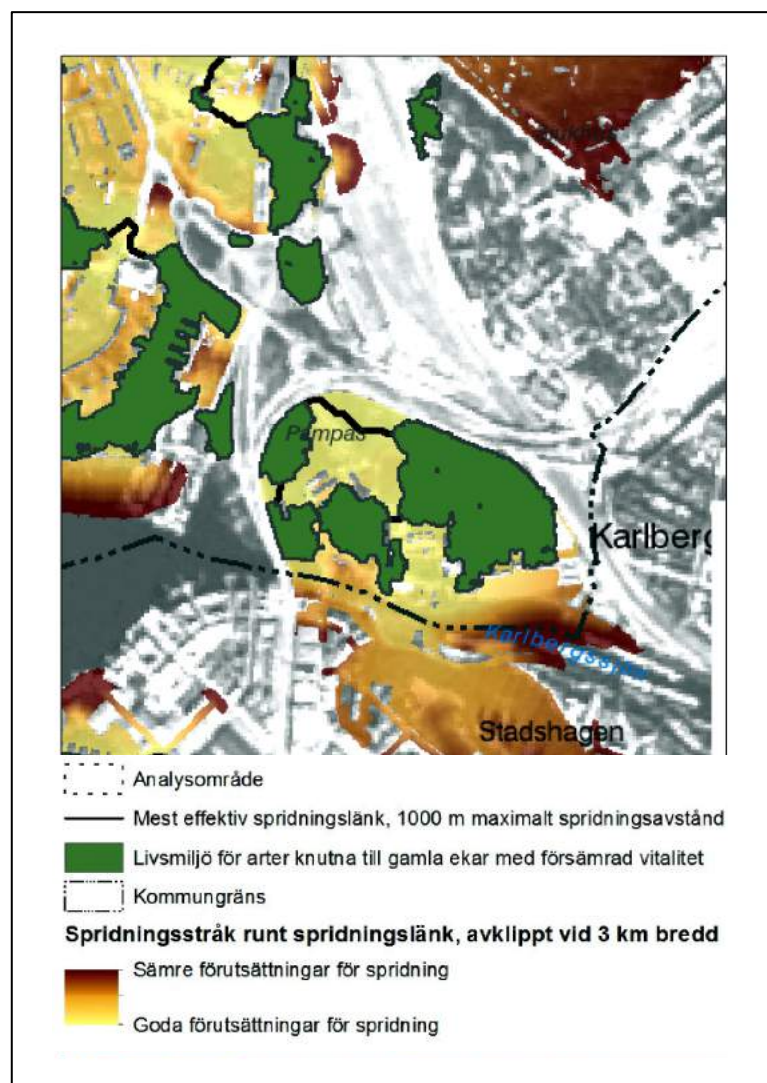 Pampas
Karlberg
Karlbergssjön
Stadshagen
Analysområde
Mest effektiv spridningslänk, 1000 m maximalt spridningsavstånd
Livsmiljö för arter knutna till gamla ekar med försämrad vitalitet
Kommungräns
Spridningsstråk runt spridningslänk, avklippt vid 3 km bredd
Sämre förutsättningar för spridning
Goda förutsättningar för spridning